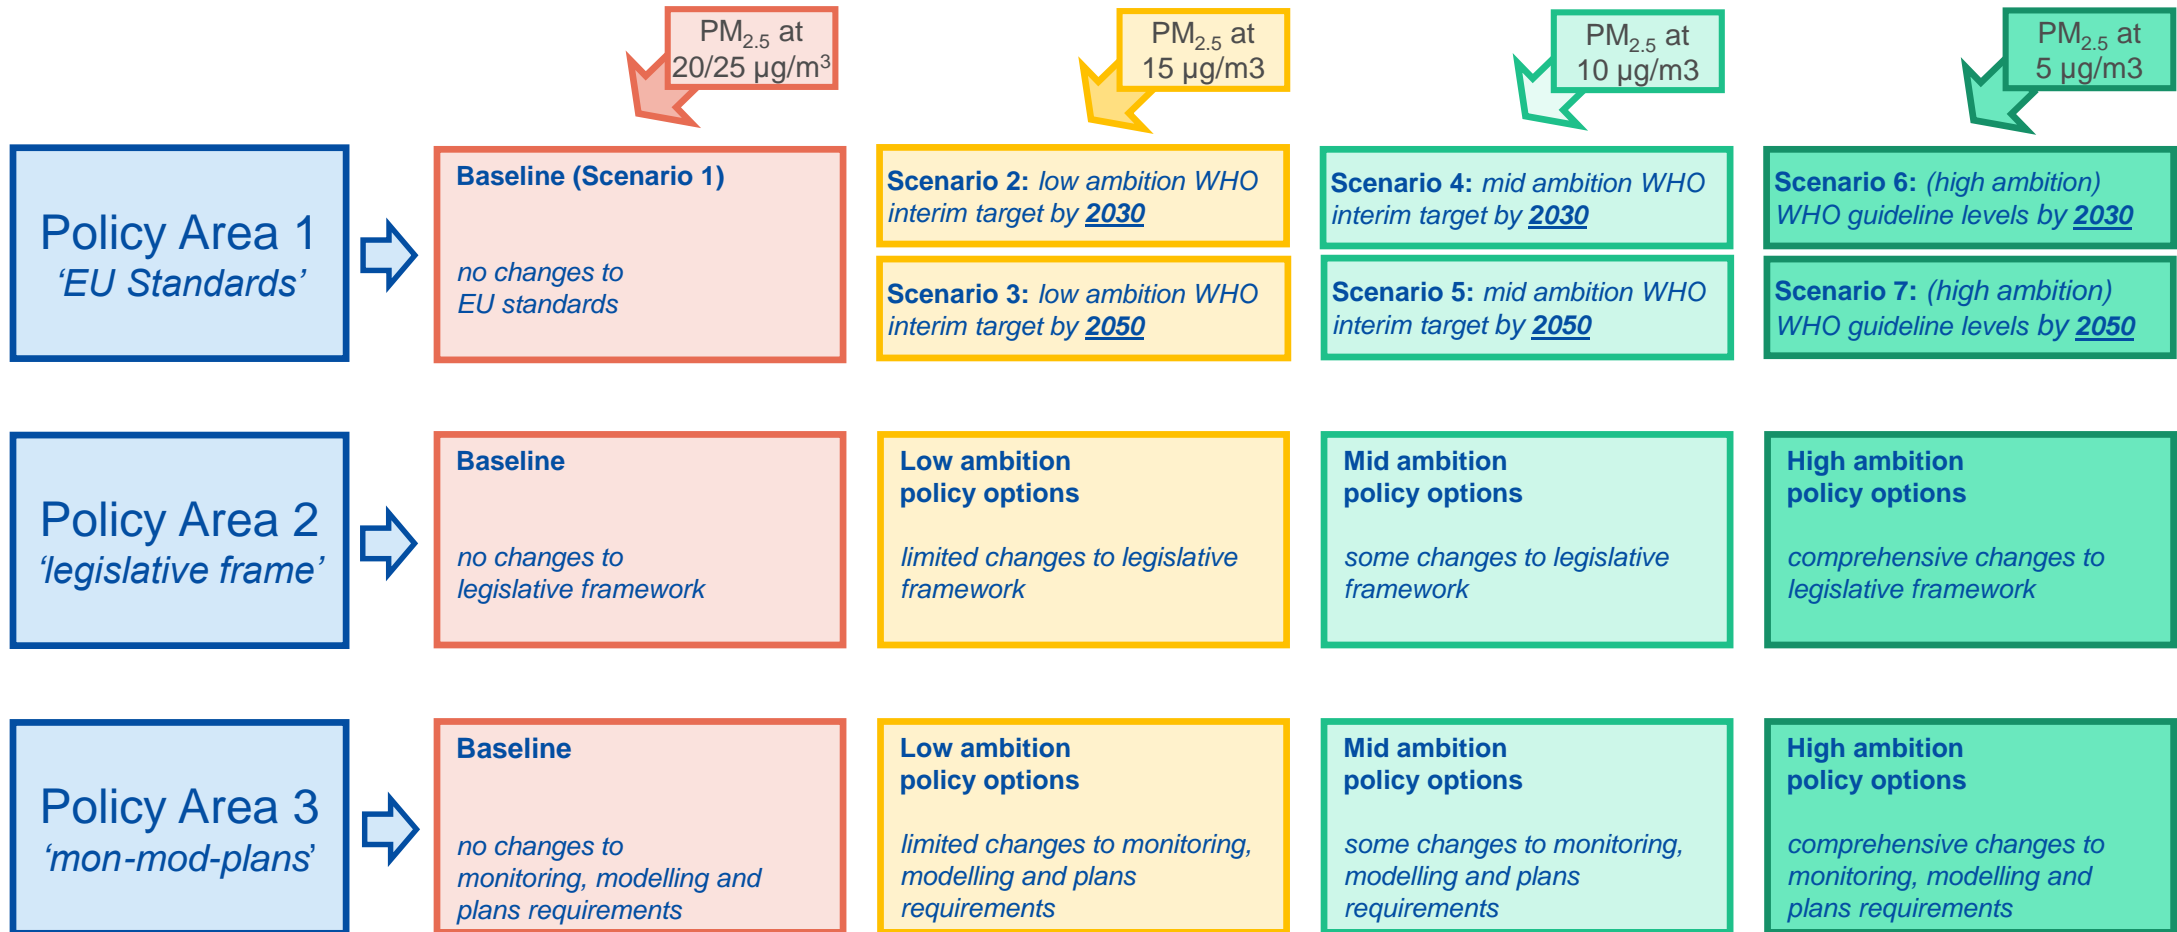 PM2.5 at
20/25 µg/m³
PM2.5 at
15 µg/m3
PM2.5 at
10 µg/m3
PM2.5 at
5 µg/m3
Policy Area 1
‘EU Standards’
Baseline (Scenario 1)
no changes to
EU standards
Scenario 2: low ambition WHO
interim target by 2030
Scenario 3: low ambition WHO
interim target by 2050
Scenario 4: mid ambition WHO
interim target by 2030
Scenario 5: mid ambition WHO
interim target by 2050
Scenario 6: (high ambition)
WHO guideline levels by 2030
Scenario 7: (high ambition)
WHO guideline levels by 2050
Policy Area 2
‘legislative frame’
Baseline
no changes to
legislative framework
Low ambition
policy options
limited changes to legislative
framework
Mid ambition
policy options
some changes to legislative
framework
High ambition
policy options
comprehensive changes to
legislative framework
Policy Area 3
‘mon-mod-plans’
Baseline
no changes to
monitoring, modelling and
plans requirements
Low ambition
policy options
limited changes to monitoring,
modelling and plans
requirements
Mid ambition
policy options
some changes to monitoring,
modelling and plans
requirements
High ambition
policy options
comprehensive changes to
monitoring, modelling and
plans requirements